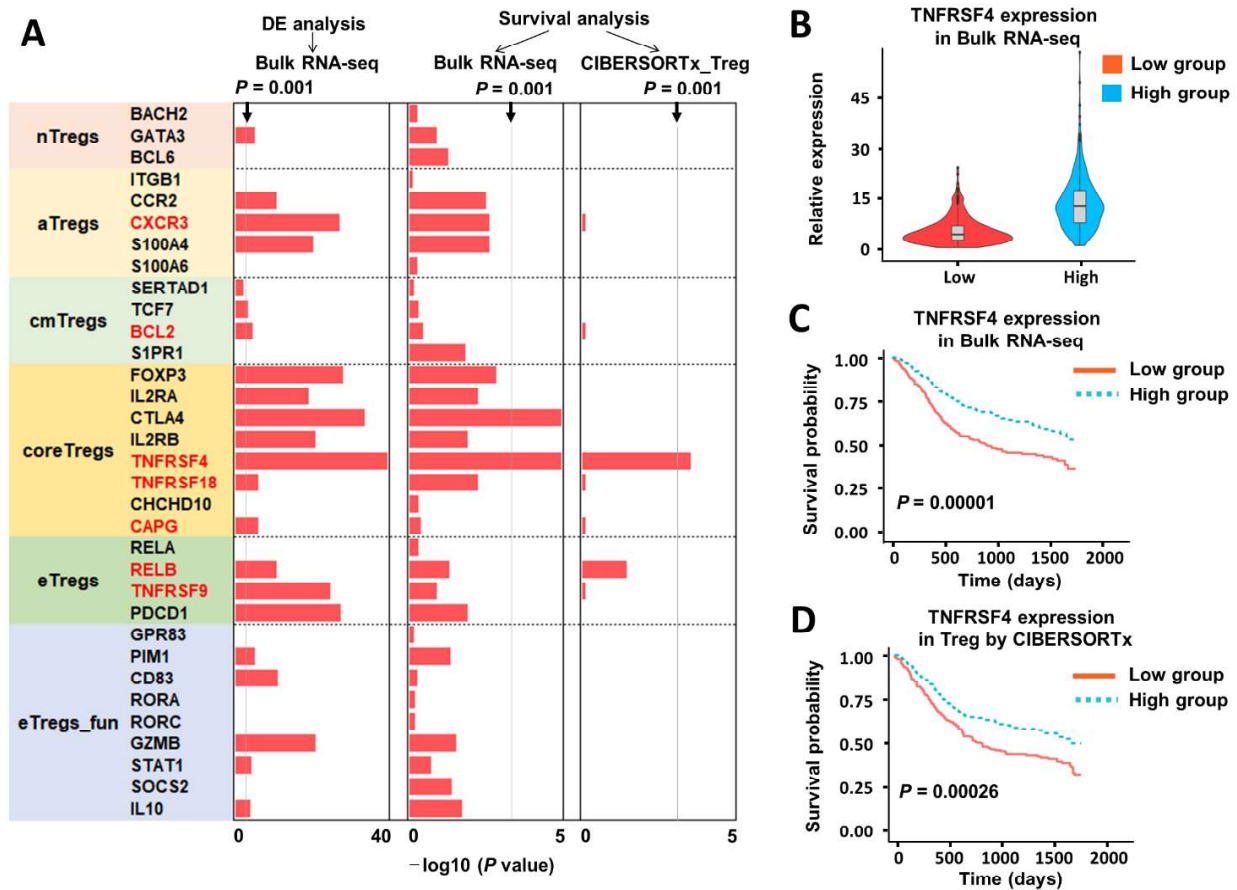 A
DE analysis
Survival analysis
Bulk RNA-seq
Bulk RNA-seq
CIBERSORTx_Treg
P = 0.001
P = 0.001
P = 0.001
nTregs
BACH2
GATA3
BCL6
aTregs
ITGB1
CCR2
CXCR3
S100A4
S100A6
cmTregs
SERTAD1
TCF7
BCL2
S1PR1
coreTregs
FOXP3
IL2RA
CTLA4
IL2RB
TNFRSF4
TNFRSF18
CHCHD10
CAPG
eTregs
RELA
RELB
TNFRSF9
PDCD1
eTregs_fun
GPR83
PIM1
CD83
RORA
RORC
GZMB
STAT1
SOCS2
IL10
0 40 0 5 5
−log10 (P value)
B
TNFRSF4 expression
in Bulk RNA-seq
Low group
High group
Relative expression
45
30
15
0
Low High
C
TNFRSF4 expression
in Bulk RNA-seq
Low group
High group
Survival probability
1.00
0.75
0.50
0.25
0.00
P = 0.00001
0 500 1000 1500 2000
Time (days)
D
TNFRSF4 expression
in Treg by CIBERSORTx
Low group
High group
Survival probability
1.00
0.75
0.50
0.25
0.00
P = 0.00026
0 500 1000 1500 2000
Time (days)